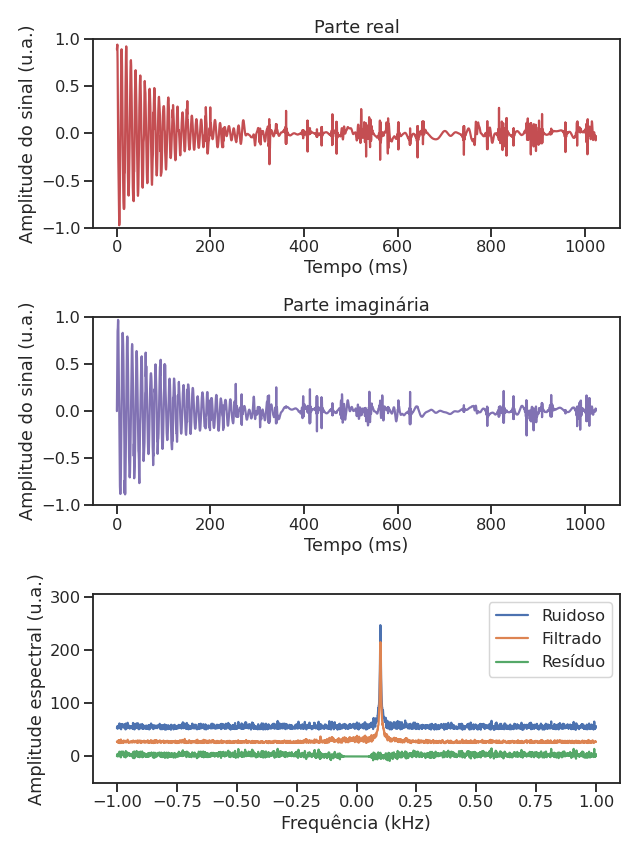 Parte real
Amplitude do sinal (u.a.)
1.0
0.5
0.0
−0.5
−1.0
0 200 400 600 800 1000
Tempo (ms)
Parte imaginária
Amplitude do sinal (u.a.)
1.0
0.5
0.0
−0.5
−1.0
0 200 400 600 800 1000
Tempo (ms)
Amplitude espectral (u.a.)
300
200
100
0
Ruidoso
Filtrado
Resíduo
−1.00 −0.75 −0.50 −0.25 0.00 0.25 0.50 0.75 1.00
Frequência (kHz)